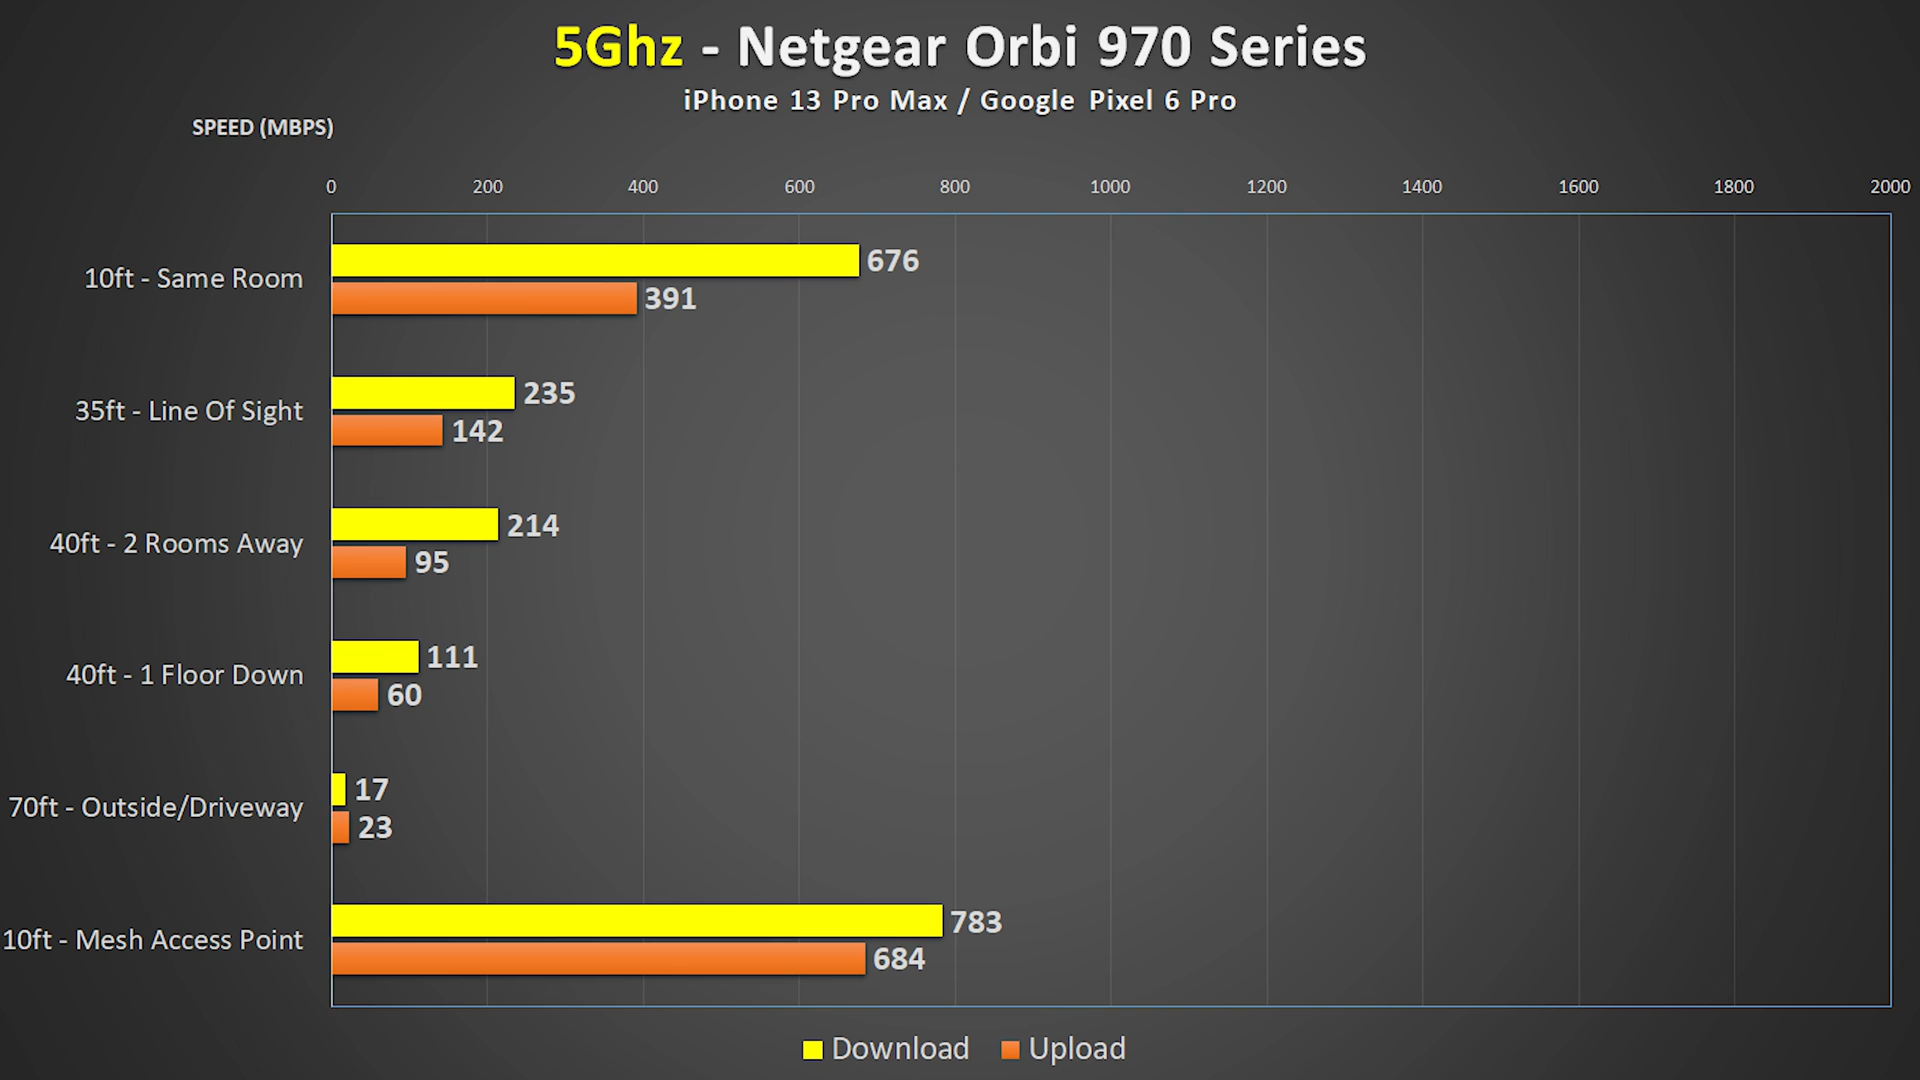 5Ghz - Netgear Orbi 970 Series
iPhone 13 Pro Max / Google Pixel 6 Pro
SPEED (MBPS)
0 200 400 600 800 1000 1200 1400 1600 1800 2000
10ft - Same Room
676
391
35ft - Line Of Sight
235
142
40ft - 2 Rooms Away
214
95
40ft - 1 Floor Down
111
60
70ft - Outside/Driveway
17
23
10ft - Mesh Access Point
783
684
Download Upload